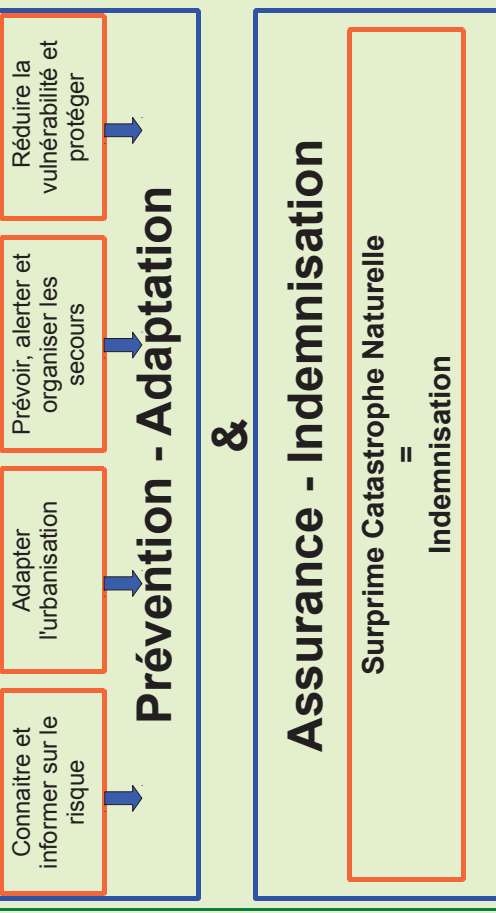 Connaitre et
informer sur le
risque
Adapter
l'urbanisation
Prévoir, alerter et
organiser les
secours
Réduire la
vulnérabilité et
protéger
Prévention - Adaptation
&
Assurance - Indemnisation
Surprime Catastrophe Naturelle
=
Indemnisation